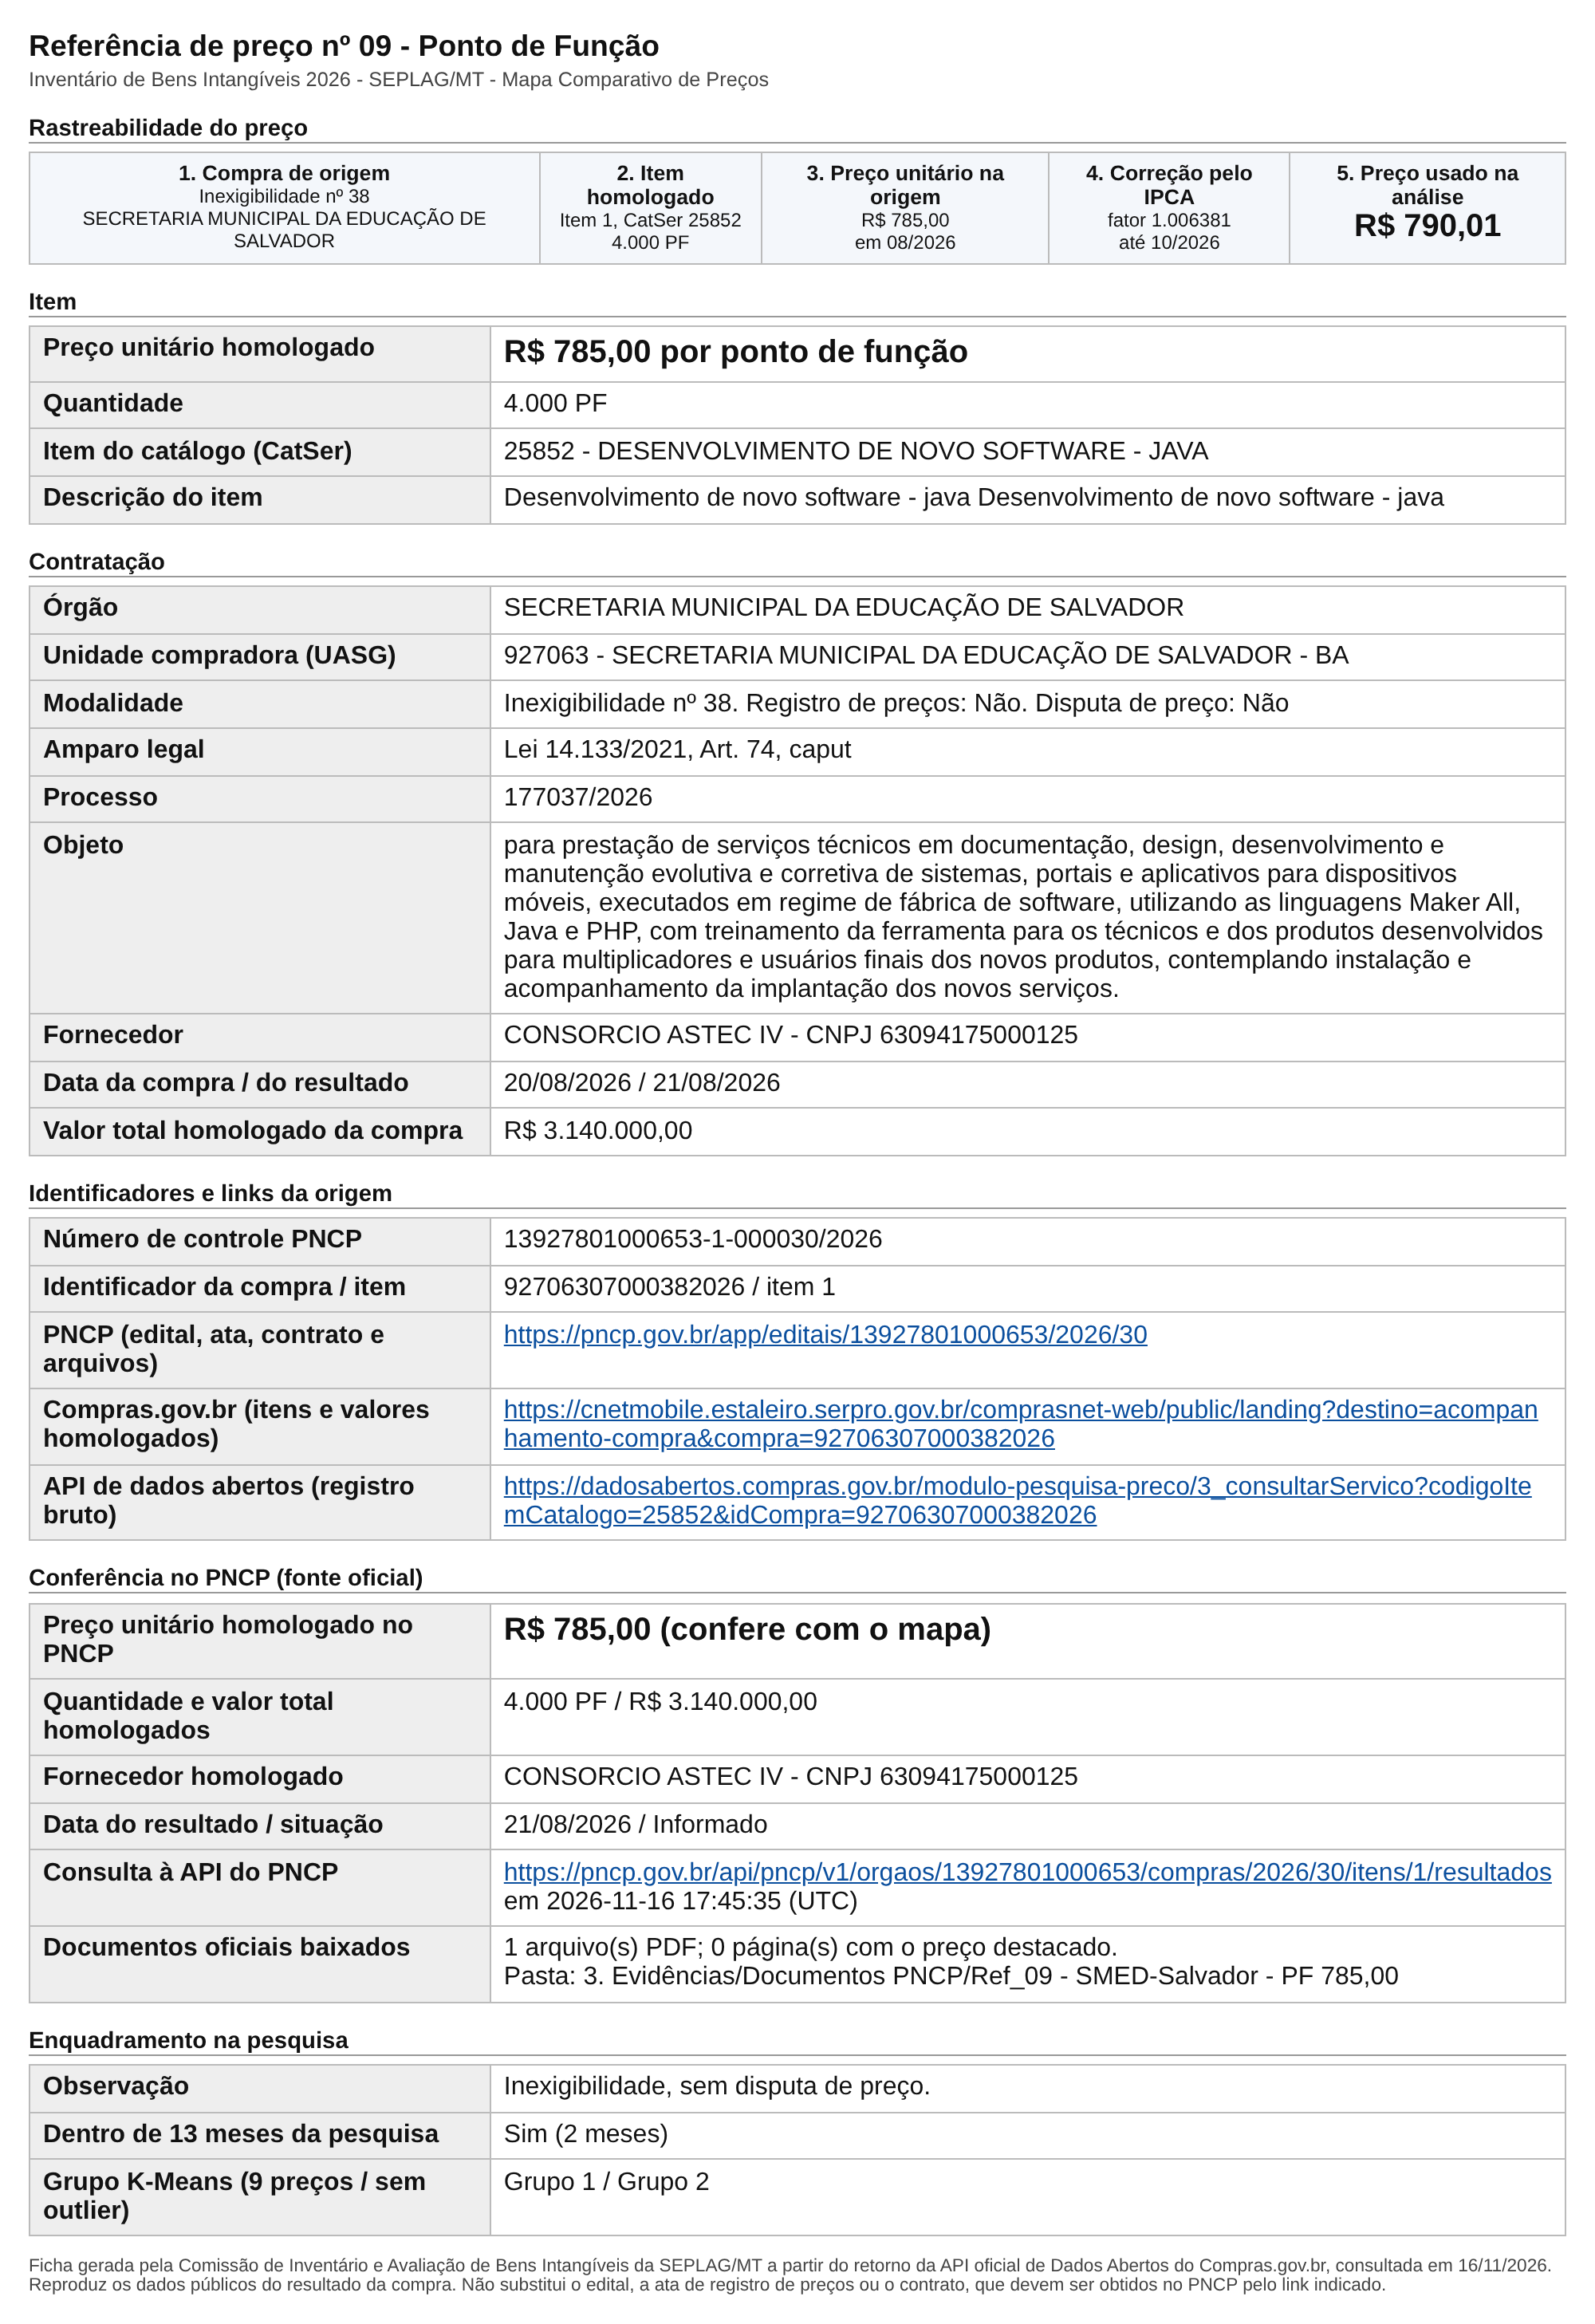 Referência de preço nº 09 - Ponto de Função
Inventário de Bens Intangíveis 2026 - SEPLAG/MT - Mapa Comparativo de Preços
Rastreabilidade do preço
1. Compra de origem
Inexigibilidade nº 38
SECRETARIA MUNICIPAL DA EDUCAÇÃO DE
SALVADOR
2. Item
homologado
Item 1, CatSer 25852
4.000 PF
3. Preço unitário na
origem
R$ 785,00
em 08/2026
4. Correção pelo
IPCA
fator 1.006381
até 10/2026
5. Preço usado na
análise
R$ 790,01
Item
Preço unitário homologado
R$ 785,00 por ponto de função
Quantidade
4.000 PF
Item do catálogo (CatSer)
25852 - DESENVOLVIMENTO DE NOVO SOFTWARE - JAVA
Descrição do item
Desenvolvimento de novo software - java Desenvolvimento de novo software - java
Contratação
Órgão
SECRETARIA MUNICIPAL DA EDUCAÇÃO DE SALVADOR
Unidade compradora (UASG)
927063 - SECRETARIA MUNICIPAL DA EDUCAÇÃO DE SALVADOR - BA
Modalidade
Inexigibilidade nº 38. Registro de preços: Não. Disputa de preço: Não
Amparo legal
Lei 14.133/2021, Art. 74, caput
Processo
177037/2026
Objeto
para prestação de serviços técnicos em documentação, design, desenvolvimento e
manutenção evolutiva e corretiva de sistemas, portais e aplicativos para dispositivos
móveis, executados em regime de fábrica de software, utilizando as linguagens Maker All,
Java e PHP, com treinamento da ferramenta para os técnicos e dos produtos desenvolvidos
para multiplicadores e usuários finais dos novos produtos, contemplando instalação e
acompanhamento da implantação dos novos serviços.
Fornecedor
CONSORCIO ASTEC IV - CNPJ 63094175000125
Data da compra / do resultado
20/08/2026 / 21/08/2026
Valor total homologado da compra
R$ 3.140.000,00
Identificadores e links da origem
Número de controle PNCP
13927801000653-1-000030/2026
Identificador da compra / item
92706307000382026 / item 1
PNCP (edital, ata, contrato e
arquivos)
https://pncp.gov.br/app/editais/13927801000653/2026/30
Compras.gov.br (itens e valores
homologados)
https://cnetmobile.estaleiro.serpro.gov.br/comprasnet-web/public/landing?destino=acompan
hamento-compra&compra=92706307000382026
API de dados abertos (registro
bruto)
https://dadosabertos.compras.gov.br/modulo-pesquisa-preco/3_consultarServico?codigoIte
mCatalogo=25852&idCompra=92706307000382026
Conferência no PNCP (fonte oficial)
Preço unitário homologado no
PNCP
R$ 785,00 (confere com o mapa)
Quantidade e valor total
homologados
4.000 PF / R$ 3.140.000,00
Fornecedor homologado
CONSORCIO ASTEC IV - CNPJ 63094175000125
Data do resultado / situação
21/08/2026 / Informado
Consulta à API do PNCP
https://pncp.gov.br/api/pncp/v1/orgaos/13927801000653/compras/2026/30/itens/1/resultados
em 2026-11-16 17:45:35 (UTC)
Documentos oficiais baixados
1 arquivo(s) PDF; 0 página(s) com o preço destacado.
Pasta: 3. Evidências/Documentos PNCP/Ref_09 - SMED-Salvador - PF 785,00
Enquadramento na pesquisa
Observação
Inexigibilidade, sem disputa de preço.
Dentro de 13 meses da pesquisa
Sim (2 meses)
Grupo K-Means (9 preços / sem
outlier)
Grupo 1 / Grupo 2
Ficha gerada pela Comissão de Inventário e Avaliação de Bens Intangíveis da SEPLAG/MT a partir do retorno da API oficial de Dados Abertos do Compras.gov.br, consultada em 16/11/2026.
Reproduz os dados públicos do resultado da compra. Não substitui o edital, a ata de registro de preços ou o contrato, que devem ser obtidos no PNCP pelo link indicado.